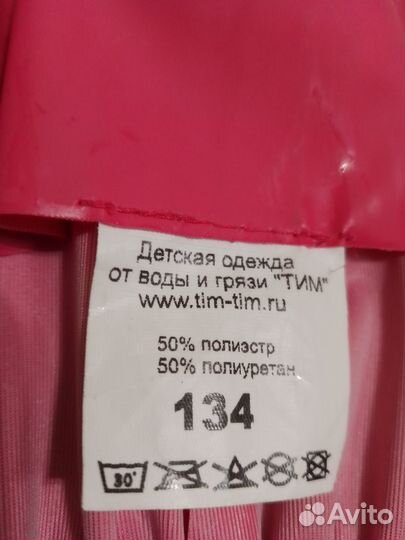 Детская одежда
от воды и грязи "ТИМ"
www.tim-tim.ru
50% полиэстр
50% полиуретан
134
30°
Avito